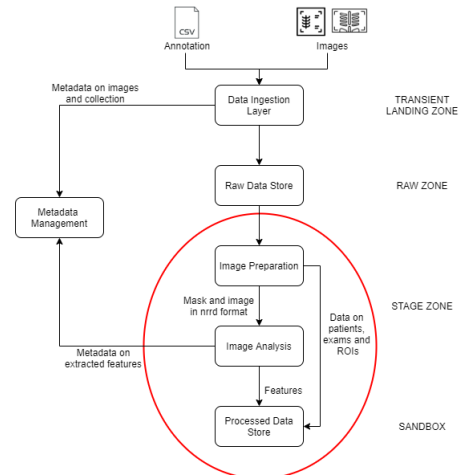 CSV
Annotation
Images
Metadata on images
and collection
Data Ingestion
Layer
TRANSIENT
LANDING ZONE
Raw Data Store
RAW ZONE
Metadata
Management
Image Preparation
Mask and image
in nrrd format
Data on
patients,
exams and
ROIs
STAGE ZONE
Metadata on
extracted features
Image Analysis
Features
Processed Data
Store
SANDBOX